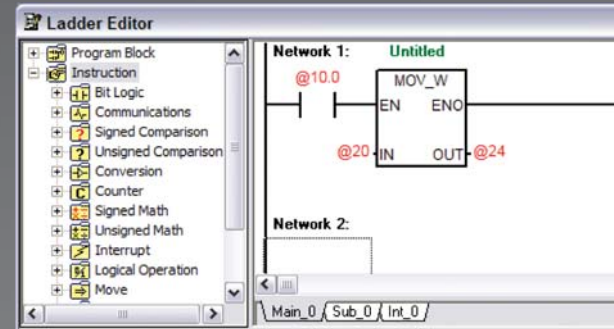 Ladder Editor
Program Block
Instruction
Bit Logic
Communications
Signed Comparison
Unsigned Comparison
Conversion
Counter
Signed Math
Unsigned Math
Interrupt
Logical Operation
Move
Network 1: Untitled
@10.0
MOV_W
EN ENO
@20 IN OUT @24
Network 2:
Main_0 Sub_0 Int_0